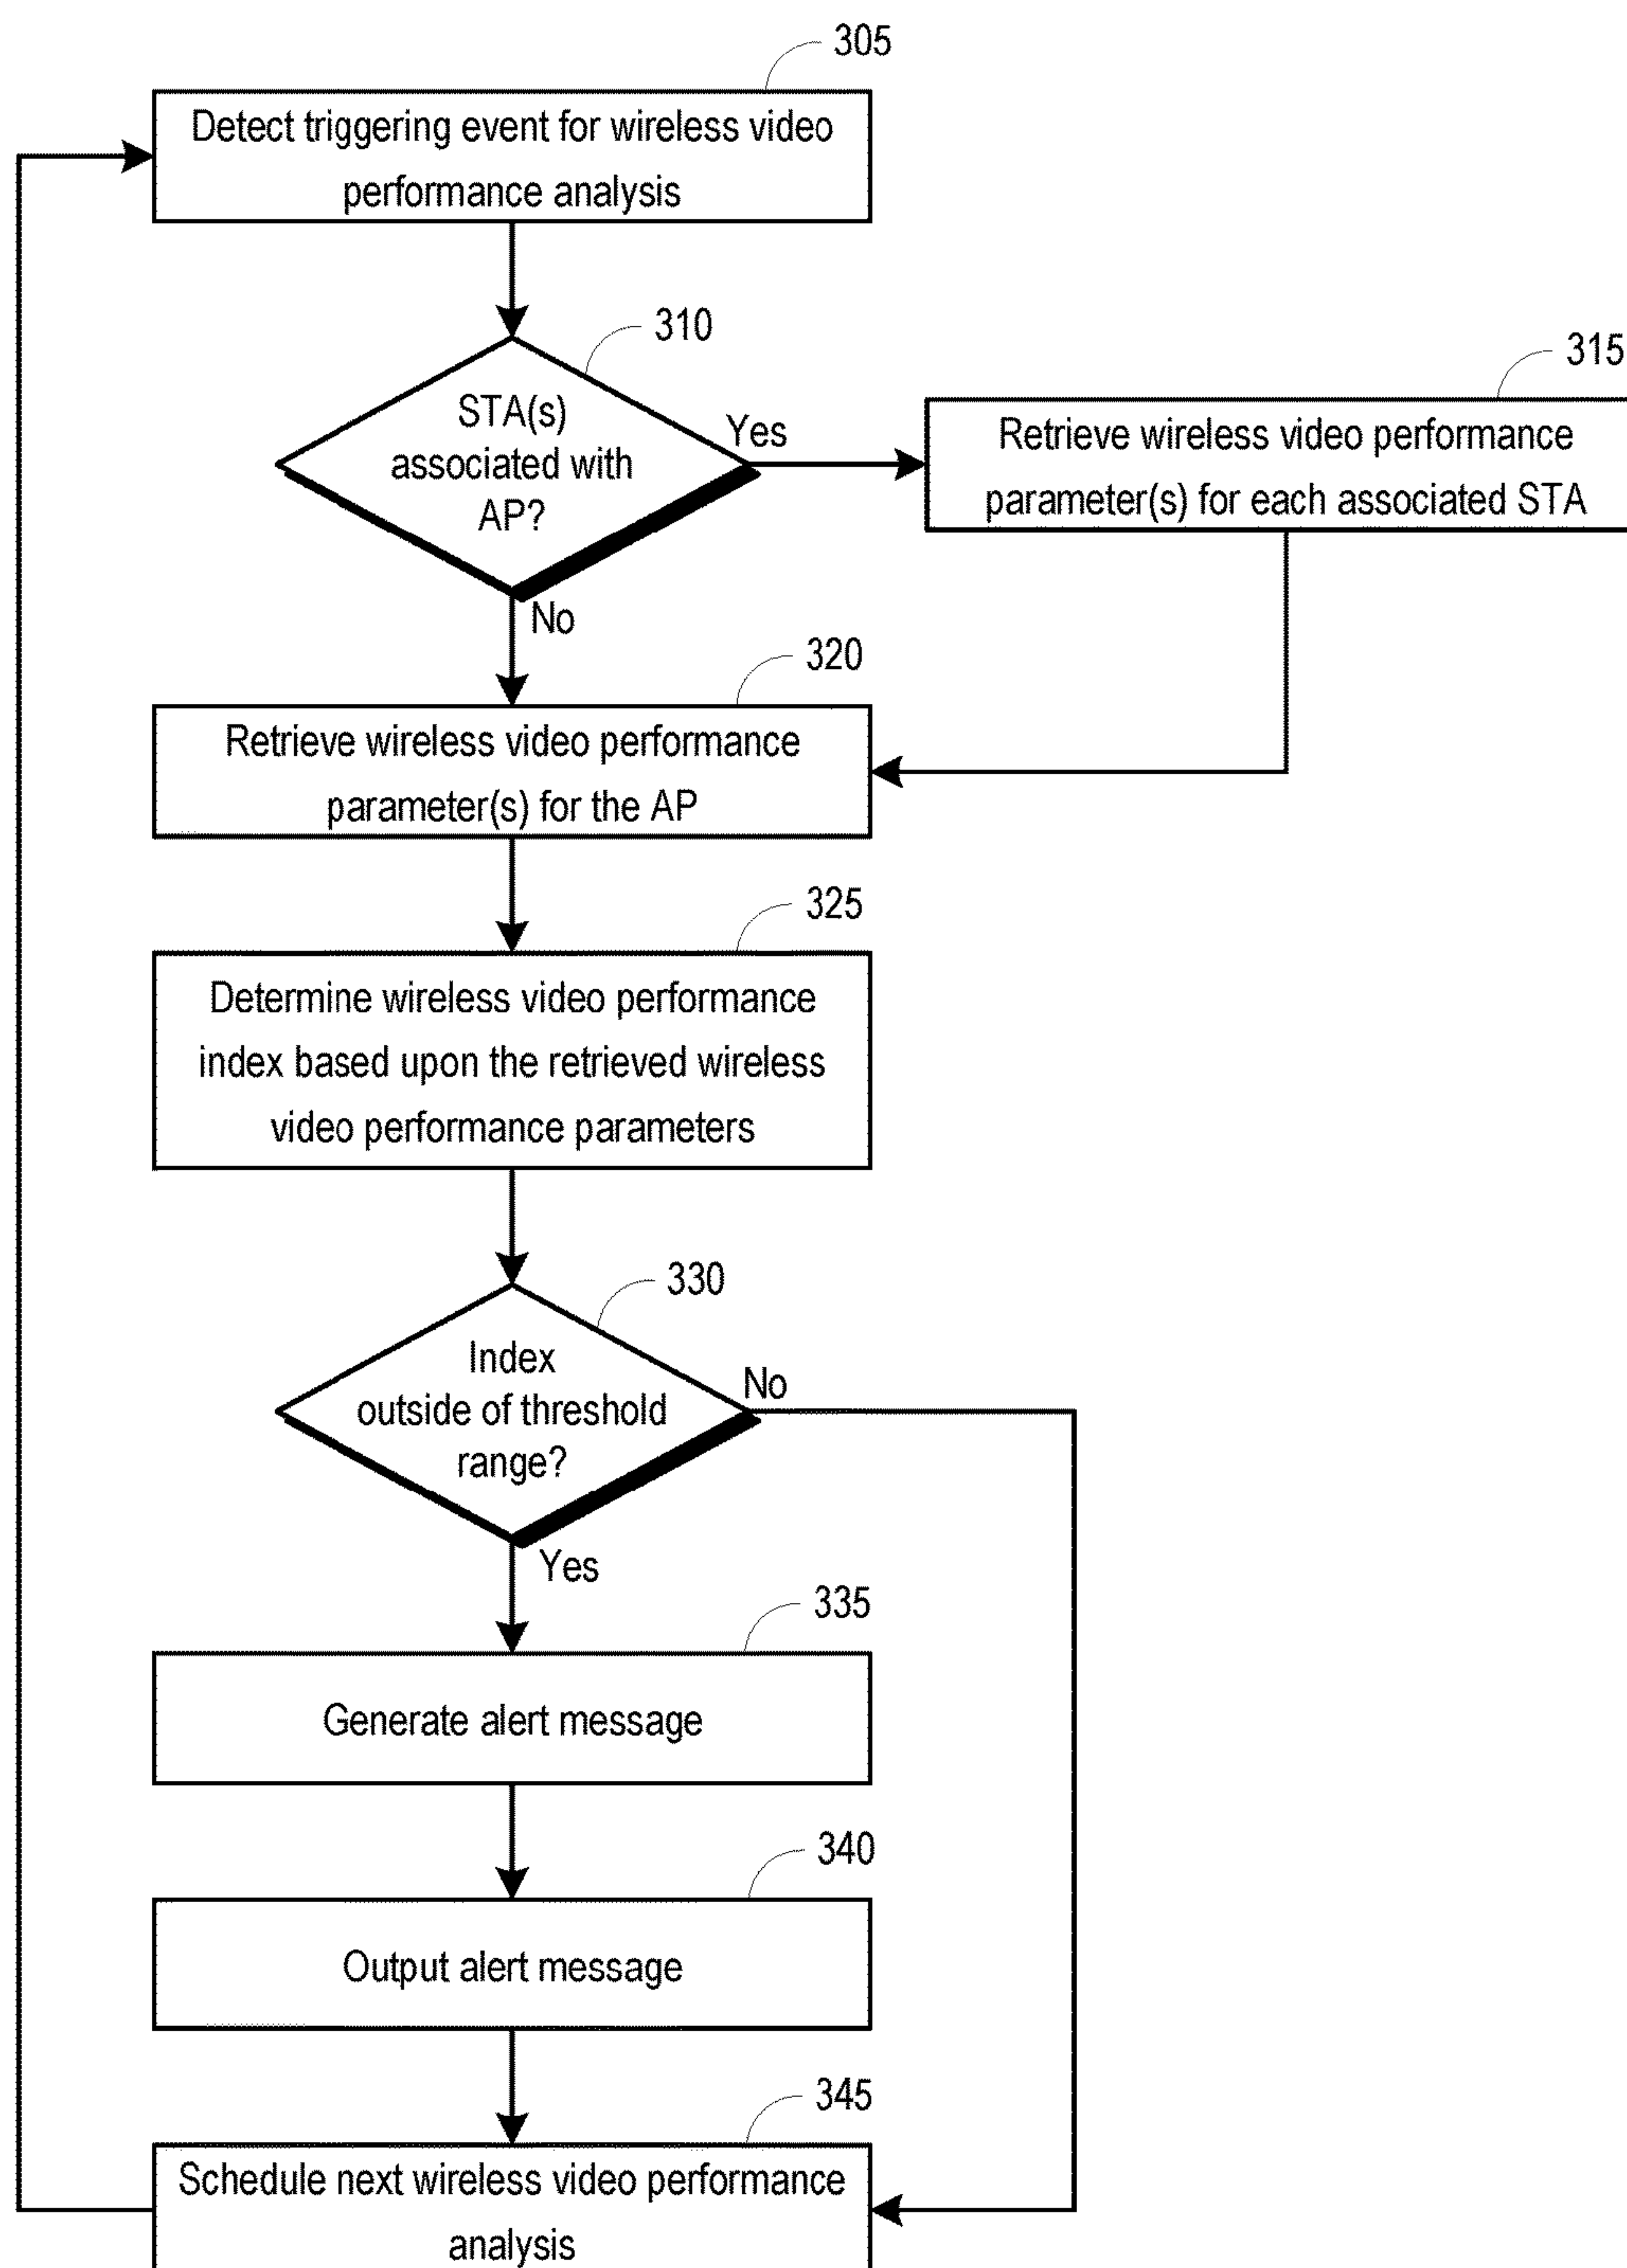 305
Detect triggering event for wireless video
performance analysis
310
STA(s)
associated with
AP?
Yes
No
315
Retrieve wireless video performance
parameter(s) for each associated STA
320
Retrieve wireless video performance
parameter(s) for the AP
325
Determine wireless video performance
index based upon the retrieved wireless
video performance parameters
330
Index
outside of threshold
range?
No
Yes
335
Generate alert message
340
Output alert message
345
Schedule next wireless video performance
analysis